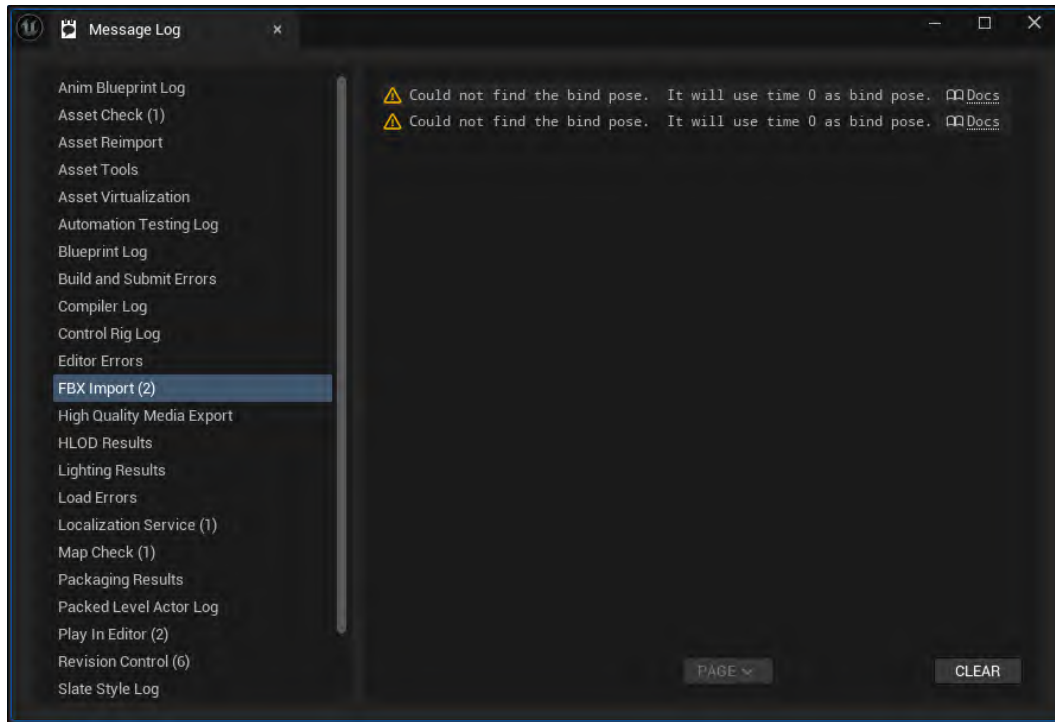 Message Log
Anim Blueprint Log
Asset Check (1)
Asset Reimport
Asset Tools
Asset Virtualization
Automation Testing Log
Blueprint Log
Build and Submit Errors
Compiler Log
Control Rig Log
Editor Errors
FBX Import (2)
High Quality Media Export
HLOD Results
Lighting Results
Load Errors
Localization Service (1)
Map Check (1)
Packaging Results
Packed Level Actor Log
Play In Editor (2)
Revision Control (6)
Slate Style Log
Could not find the bind pose.  It will use time 0 as bind pose. Docs
Could not find the bind pose.  It will use time 0 as bind pose. Docs
PAGE
CLEAR